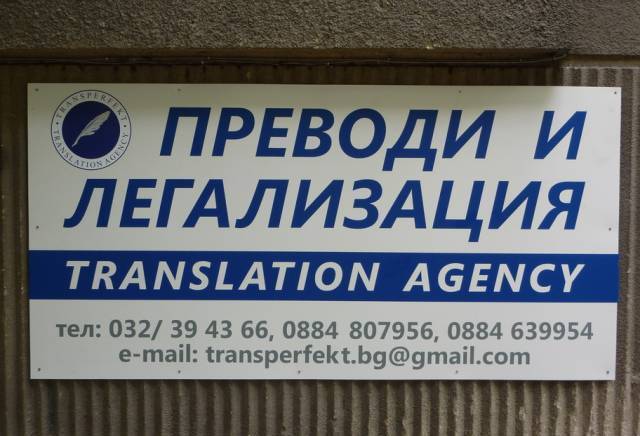 TRANSPERFEKT
TRANSLATION AGENCY
ПРЕВОДИ И
ЛЕГАЛИЗАЦИЯ
TRANSLATION AGENCY
тел: 032/ 39 43 66, 0884 807956, 0884 639954
e-mail: transperfekt.bg@gmail.com